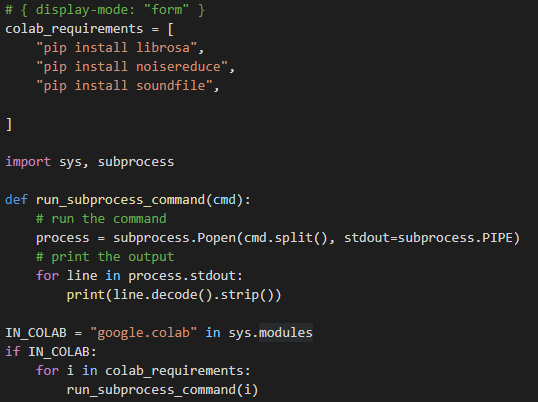 # { display-mode: "form" }
colab_requirements = [
    "pip install librosa",
    "pip install noisereduce",
    "pip install soundfile",
]
import sys, subprocess
def run_subprocess_command(cmd):
    # run the command
    process = subprocess.Popen(cmd.split(), stdout=subprocess.PIPE)
    # print the output
    for line in process.stdout:
        print(line.decode().strip())
IN_COLAB = "google.colab" in sys.modules
if IN_COLAB:
    for i in colab_requirements:
        run_subprocess_command(i)